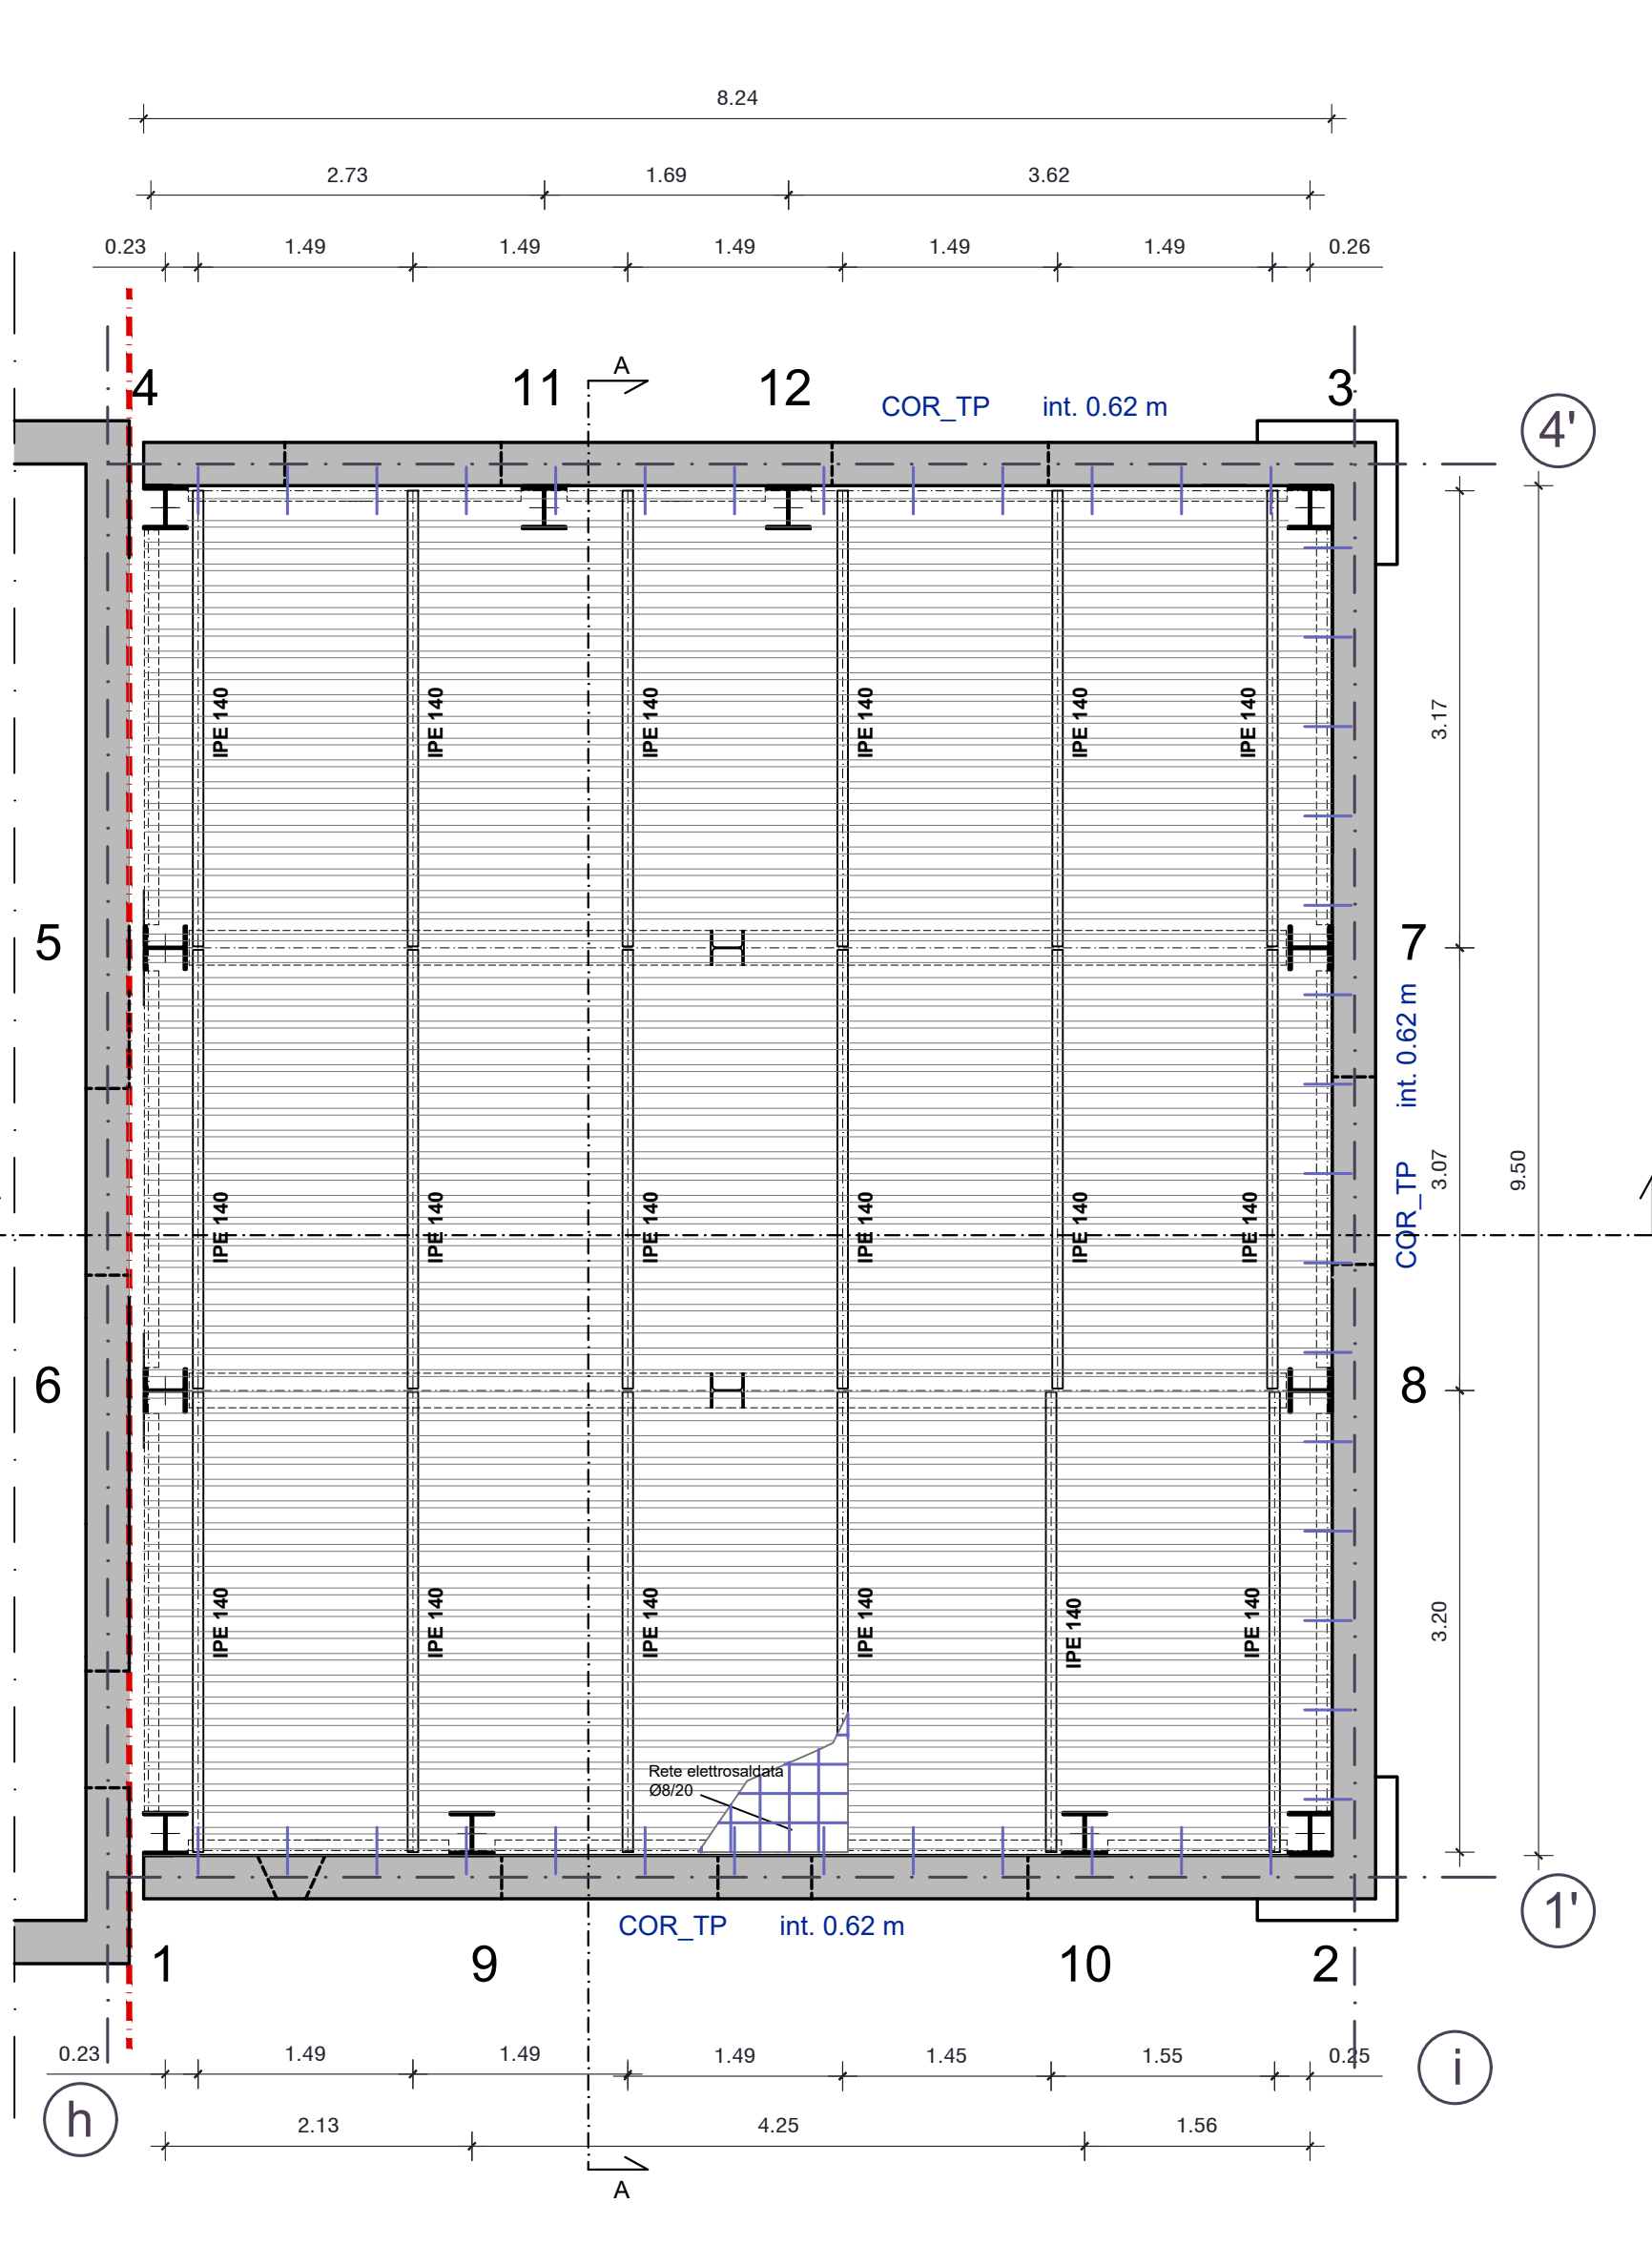 8.24
2.73 1.69 3.62
0.23 1.49 1.49 1.49 1.49 1.49 0.26
A
4 11 12 3
COR_TP int. 0.62 m
4'
IPE 140 IPE 140 IPE 140 IPE 140 IPE 140 IPE 140
3.17
5 7
int. 0.62 m
COR_TP
3.07
9.50
IPE 140 IPE 140 IPE 140 IPE 140 IPE 140 IPE 140
6 8
IPE 140 IPE 140 IPE 140 IPE 140 IPE 140 IPE 140
3.20
Rete elettrosaldata
Ø8/20
COR_TP int. 0.62 m
1'
1 9 10 2
0.23 1.49 1.49 1.49 1.45 1.55 0.25
h i
2.13 4.25 1.56
A